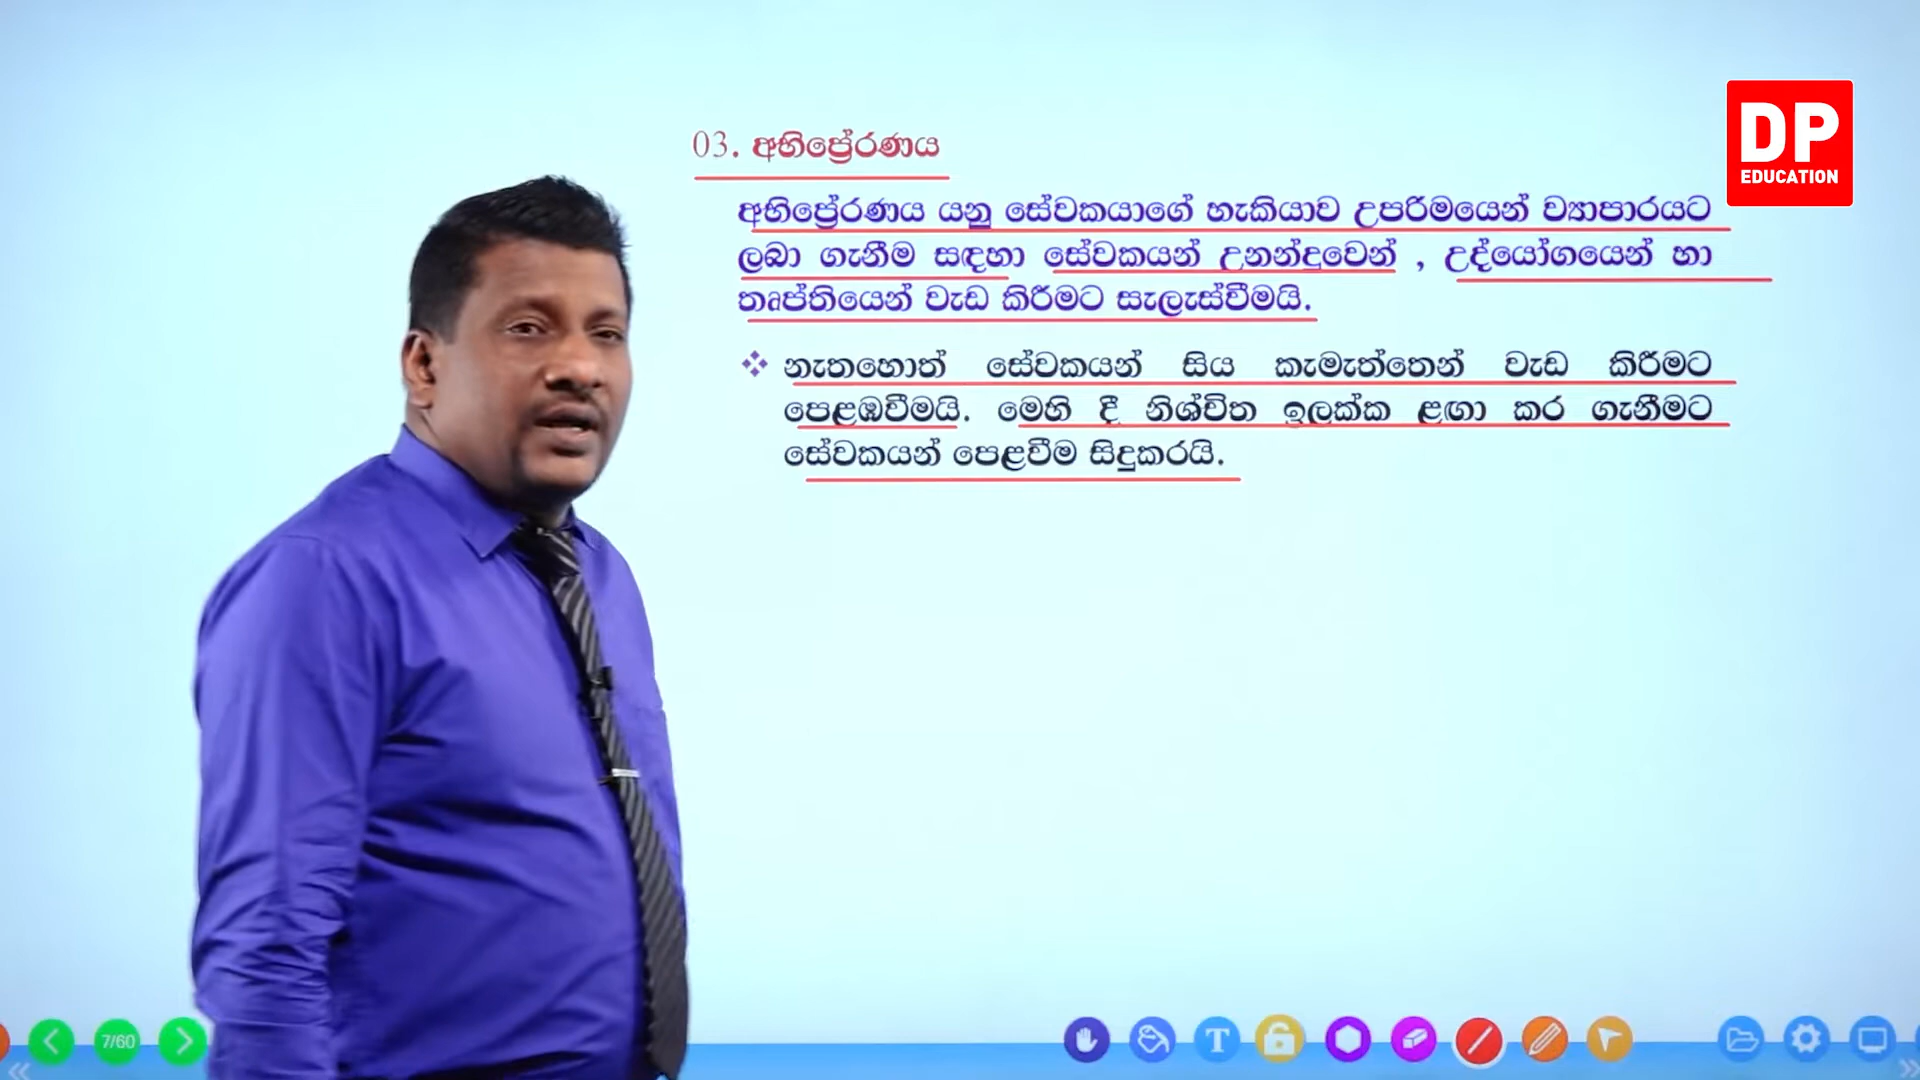 DP
EDUCATION
03. අභිප්‍රේරණය
අභිප්‍රේරණය යනු සේවකයාගේ හැකියාව උපරිමයෙන් ව්‍යාපාරයට
ලබා ගැනීම සඳහා සේවකයන් උනන්දුවෙන් , උද්යෝගයෙන් හා
තෘප්තියෙන් වැඩ කිරීමට සැලැස්වීමයි.
❖ නැතහොත් සේවකයන් සිය කැමැත්තෙන් වැඩ කිරීමට
පෙළඹවීමයි. මෙහි දී නිශ්චිත ඉලක්ක ළඟා කර ගැනීමට
සේවකයන් පෙළවීම සිදුකරයි.
7/60
T